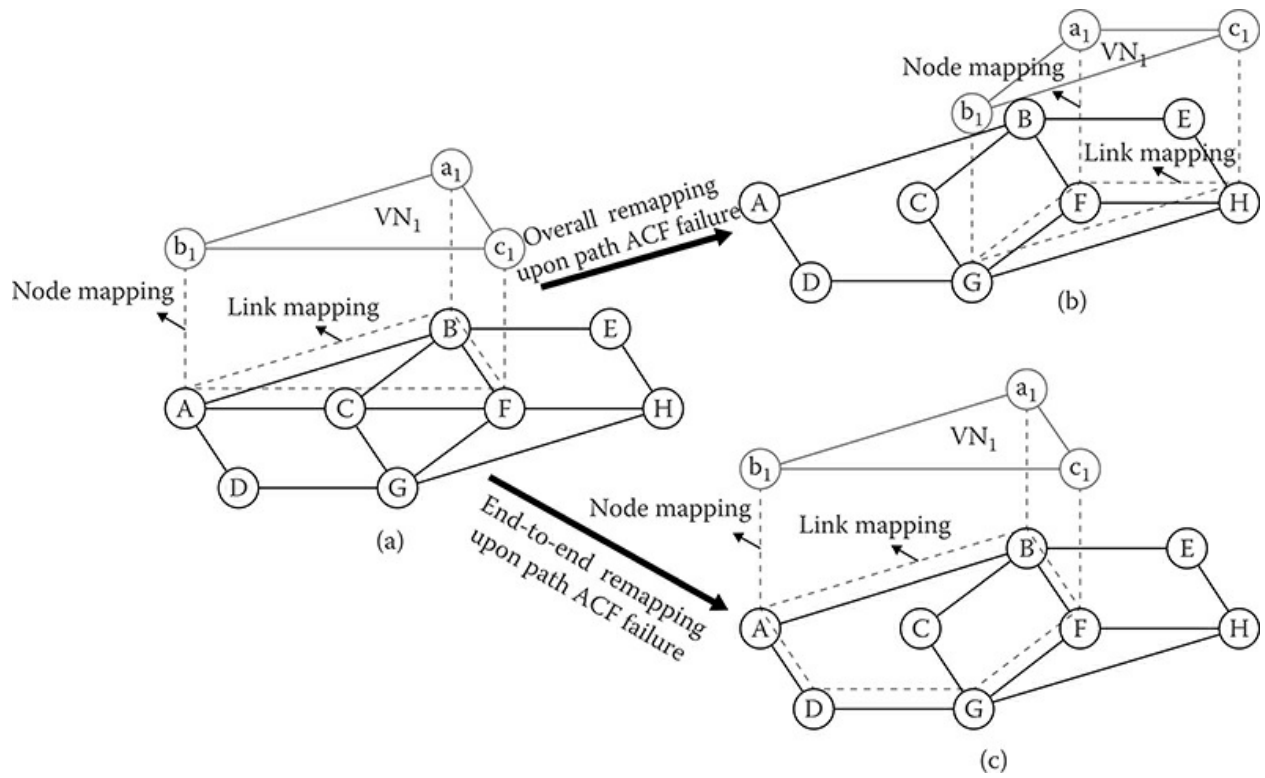 a₁
VN₁
b₁
c₁
Node mapping
Link mapping
B
E
A
C
F
H
D
G
(a)
Overall remapping
upon path ACF failure
a₁
c₁
VN₁
Node mapping
b₁
B
E
Link mapping
A
C
F
H
D
G
(b)
End-to-end remapping
upon path ACF failure
a₁
VN₁
b₁
c₁
Node mapping
Link mapping
B
E
A
C
F
H
D
G
(c)